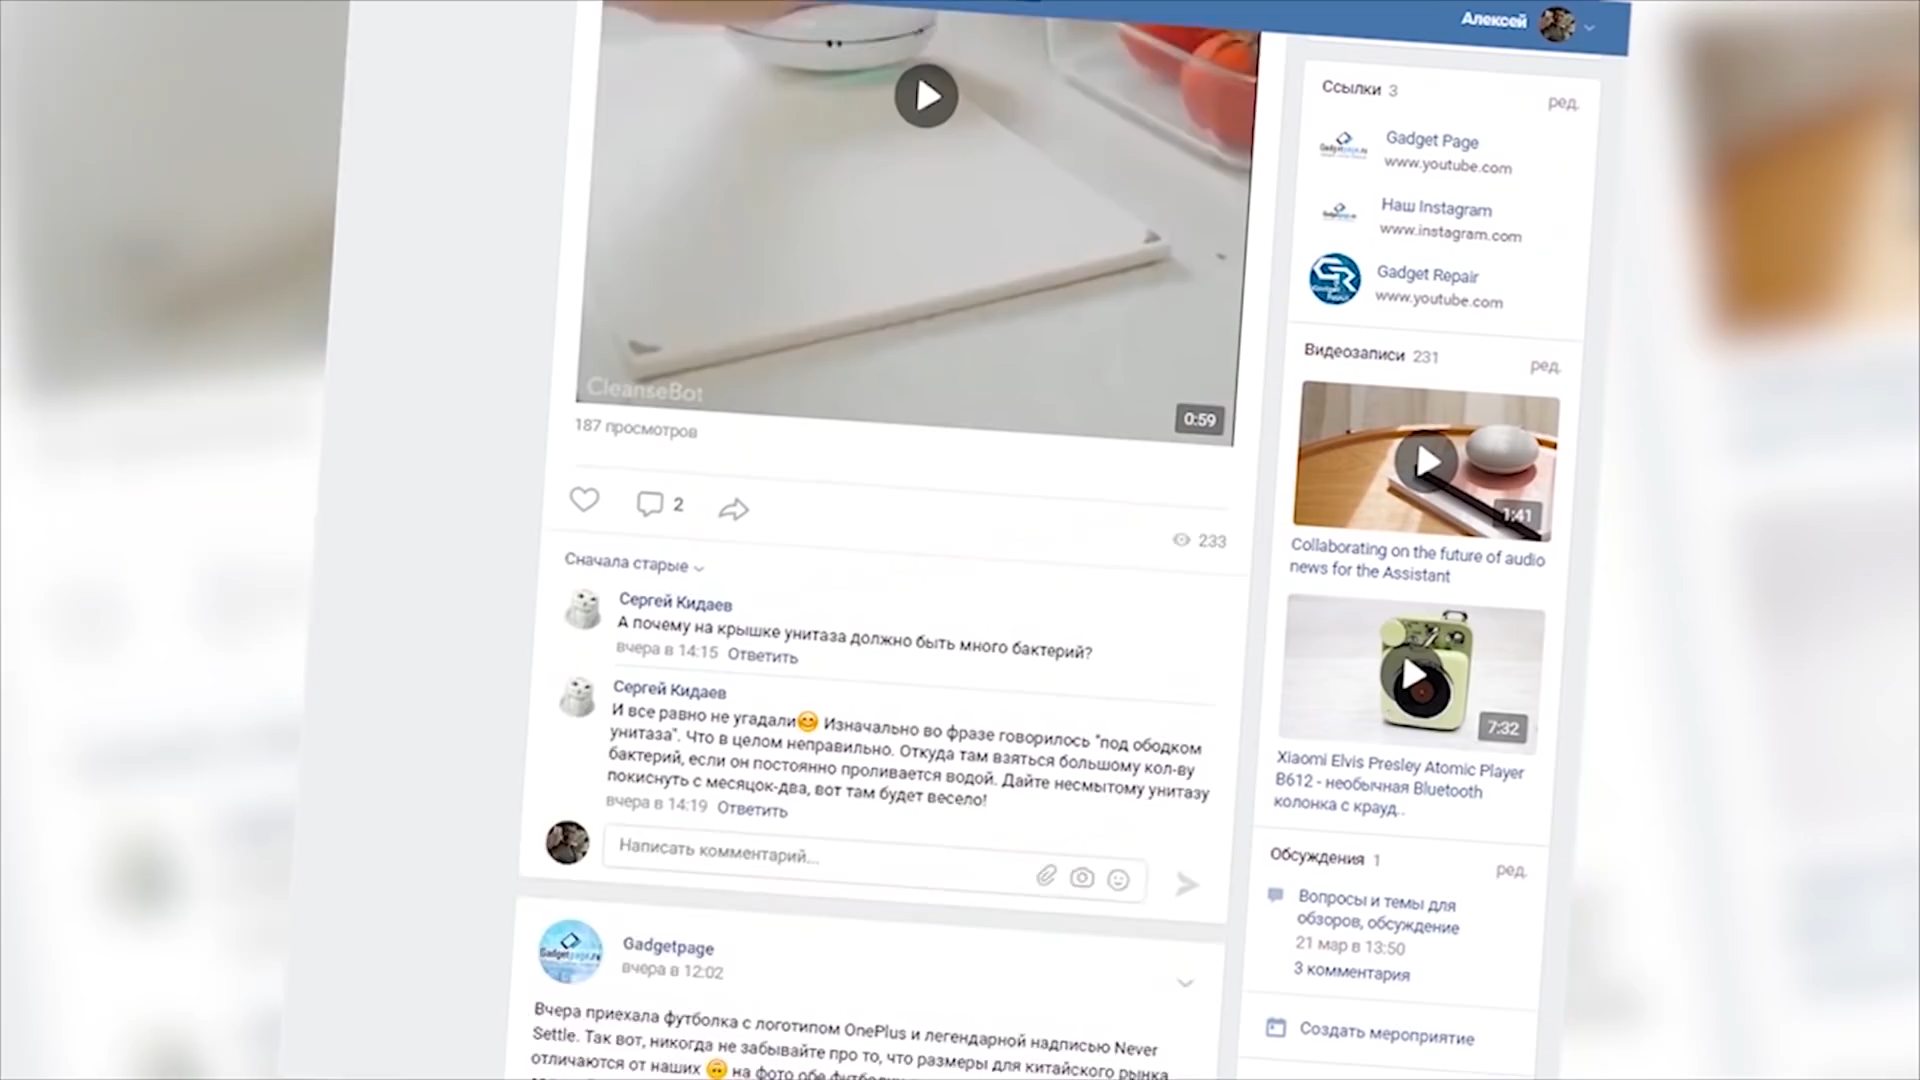 Алексей
CleanseBot
0:59
187 просмотров
2
233
Сначала старые
Сергей Кидаев
А почему на крышке унитаза должно быть много бактерий?
вчера в 14:15 Ответить
Сергей Кидаев
И все равно не угадали😊 Изначально во фразе говорилось "под ободком
унитаза". Что в целом неправильно. Откуда там взяться большому кол-ву
бактерий, если он постоянно проливается водой. Дайте несмытому унитазу
покиснуть с месяцок-два, вот там будет весело!
вчера в 14:19 Ответить
Написать комментарий...
Gadgetpage
вчера в 12:02
Вчера приехала футболка с логотипом OnePlus и легендарной надписью Never
Settle. Так вот, никогда не забывайте про то, что размеры для китайского рынка
отличаются от наших 🙃 на фото обе
Ссылки 3
ред.
Gadget Page
www.youtube.com
Наш Instagram
www.instagram.com
Gadget Repair
www.youtube.com
Видеозаписи 231
ред.
1:41
Collaborating on the future of audio
news for the Assistant
7:32
Xiaomi Elvis Presley Atomic Player
B612 - необычная Bluetooth
колонка с крауд..
Обсуждения 1
ред.
Вопросы и темы для
обзоров, обсуждение
21 мар в 13:50
3 комментария
Создать мероприятие